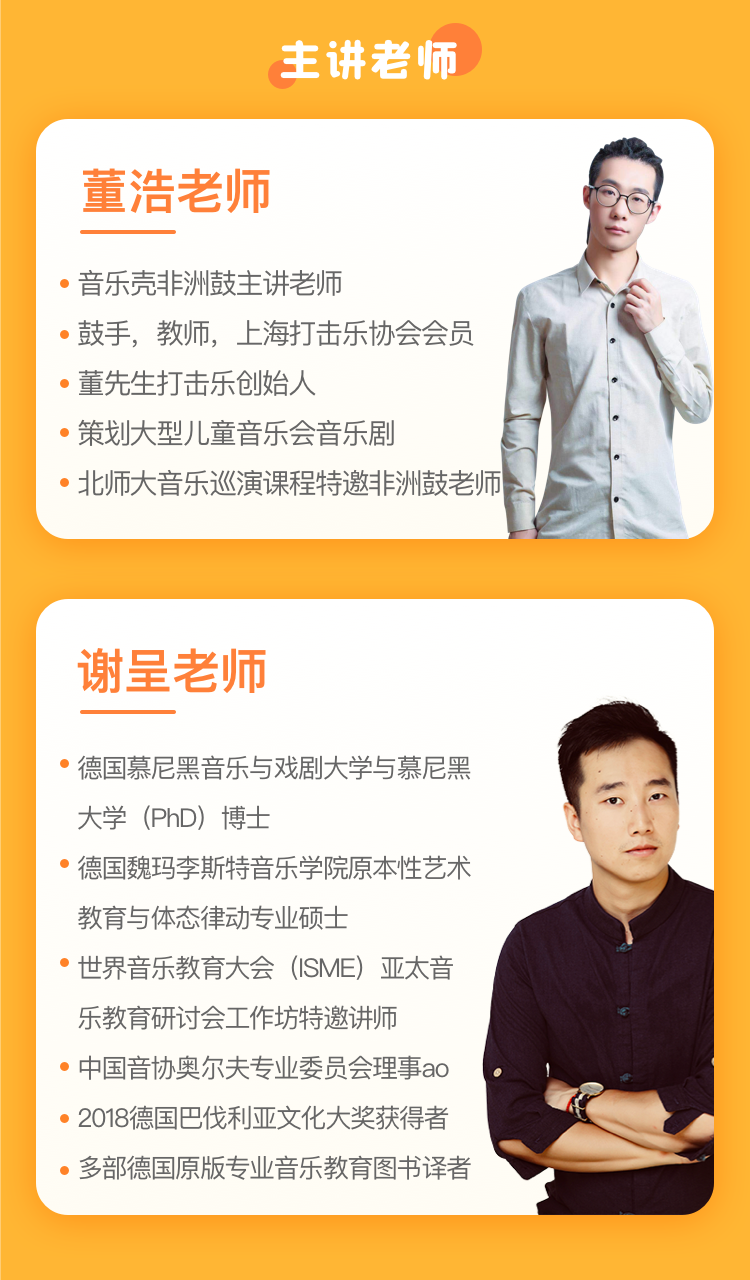 主讲老师
董浩老师
音乐壳非洲鼓主讲老师
鼓手，教师，上海打击乐协会会员
董先生打击乐创始人
策划大型儿童音乐会音乐剧
北师大音乐巡演课程特邀非洲鼓老师
谢呈老师
德国慕尼黑音乐与戏剧大学与慕尼黑
大学（PhD）博士
德国魏玛李斯特音乐学院原本性艺术
教育与体态律动专业硕士
世界音乐教育大会（ISME）亚太音
乐教育研讨会工作坊特邀讲师
中国音协奥尔夫专业委员会理事ao
2018德国巴伐利亚文化大奖获得者
多部德国原版专业音乐教育图书译者